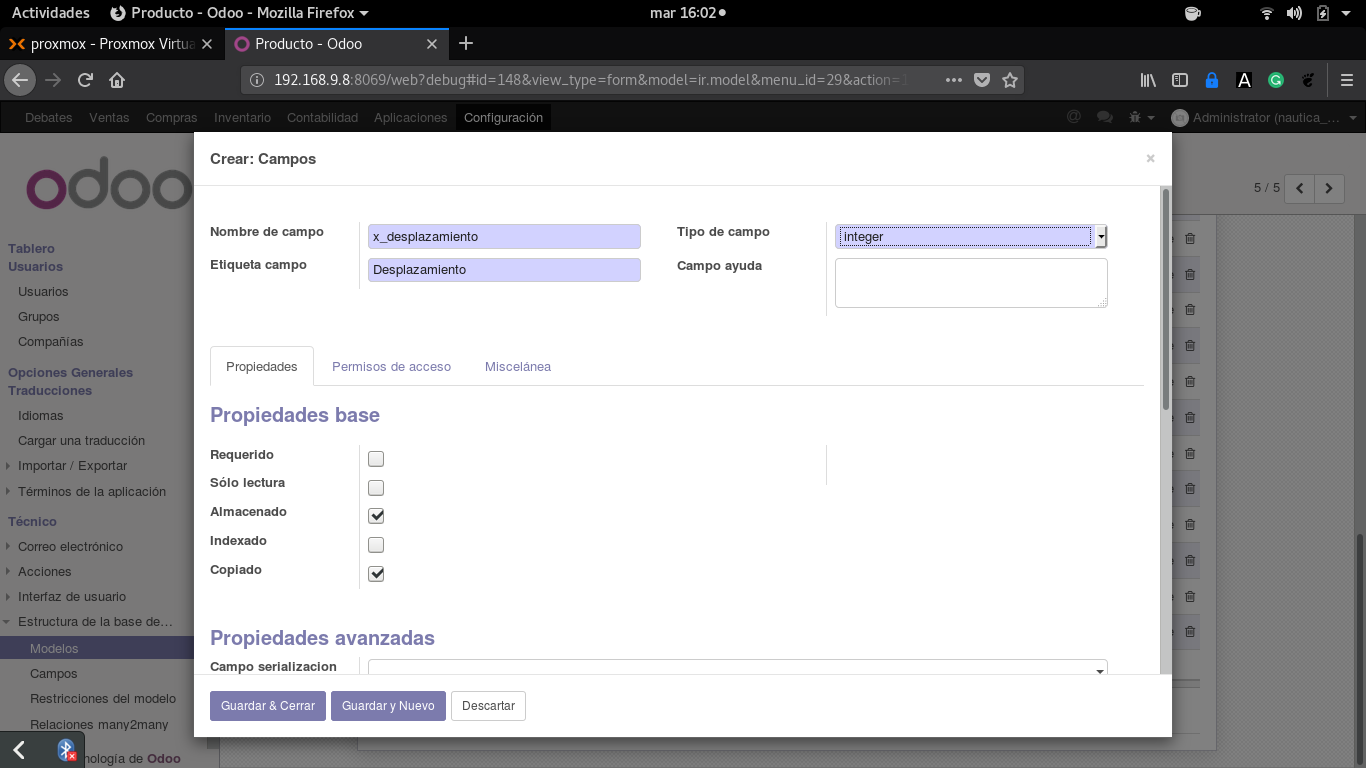 Actividades Producto - Odoo - Mozilla Firefox mar 16:02
proxmox - Proxmox Virtua Producto - Odoo
192.168.9.8:8069/web?debug#id=148&view_type=form&model=ir.model&menu_id=29&action=
Debates Ventas Compras Inventario Contabilidad Aplicaciones Configuración @ Administrator (nautica_...
odoo
5 / 5
Tablero
Usuarios
Usuarios
Grupos
Compañías
Opciones Generales
Traducciones
Idiomas
Cargar una traducción
Importar / Exportar
Términos de la aplicación
Técnico
Correo electrónico
Acciones
Interfaz de usuario
Estructura de la base de...
Modelos
Campos
Restricciones del modelo
Relaciones many2many
nología de Odoo
Crear: Campos ×
Nombre de campo x_desplazamiento Tipo de campo integer
Etiqueta campo Desplazamiento Campo ayuda
Propiedades Permisos de acceso Miscelánea
Propiedades base
Requerido
Sólo lectura
Almacenado
Indexado
Copiado
Propiedades avanzadas
Campo serializacion
Guardar & Cerrar Guardar y Nuevo Descartar